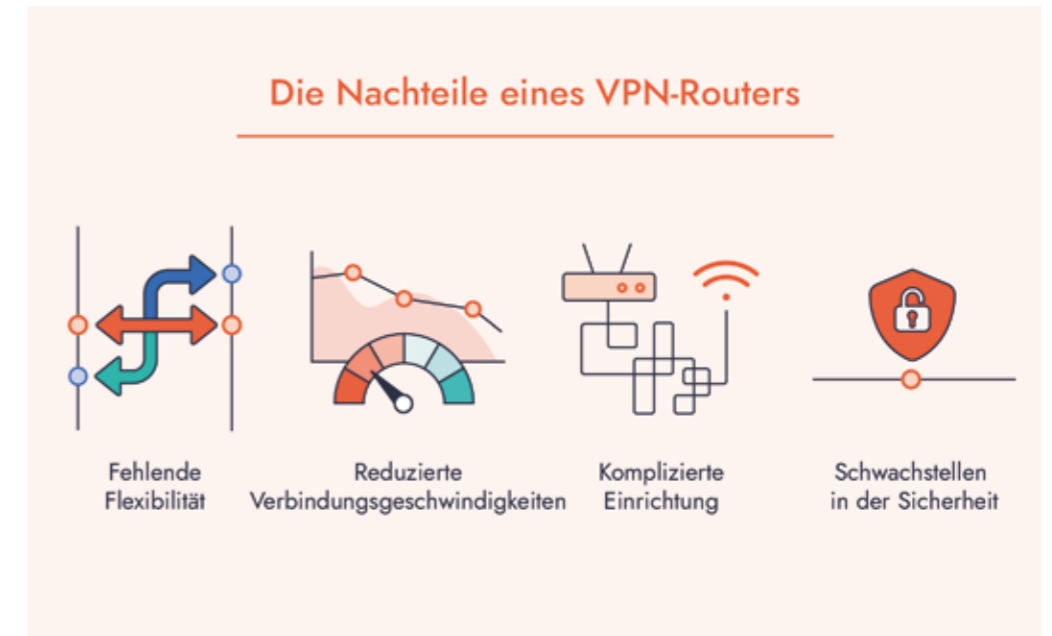 Die Nachteile eines VPN-Routers
Fehlende
Flexibilität
Reduzierte
Verbindungsgeschwindigkeiten
Komplizierte
Einrichtung
Schwachstellen
in der Sicherheit